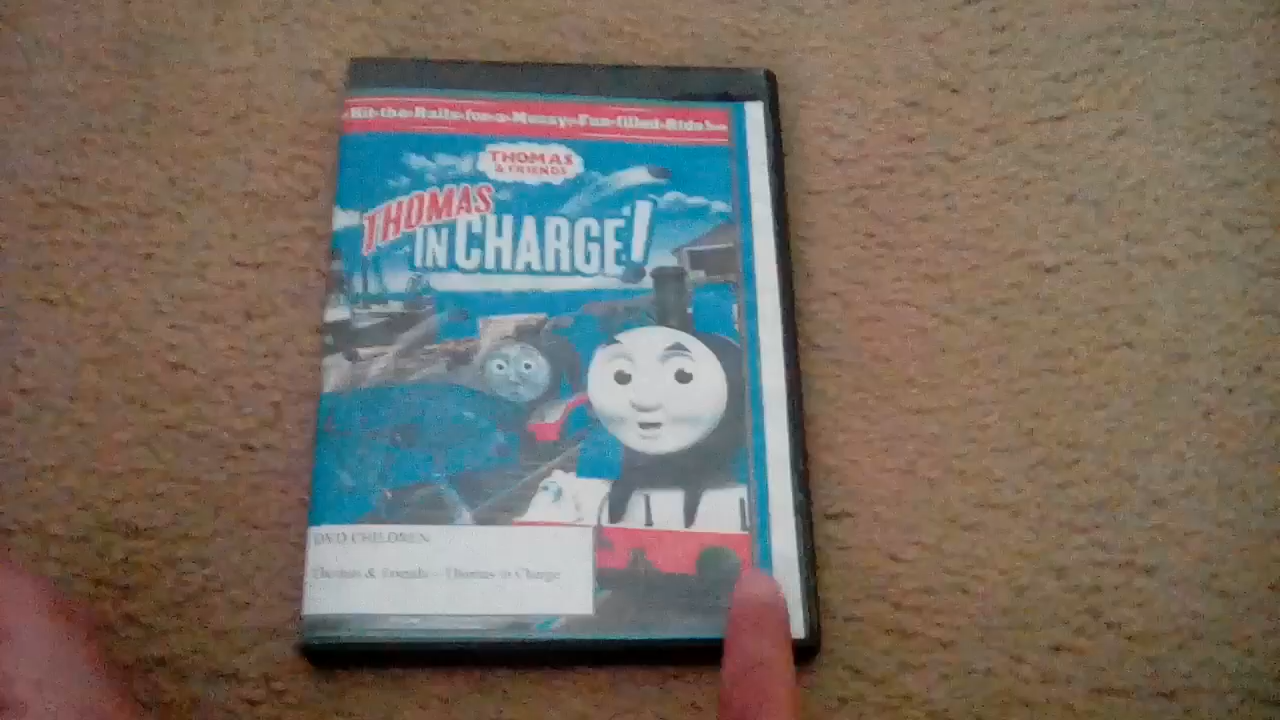 Hit-the-Rails-for-a-Mussy,-Fun-filled-Ride!
THOMAS
& FRIENDS
THOMAS
IN CHARGE!
DVD CHILDREN
Thomas & Friends - Thomas in Charge